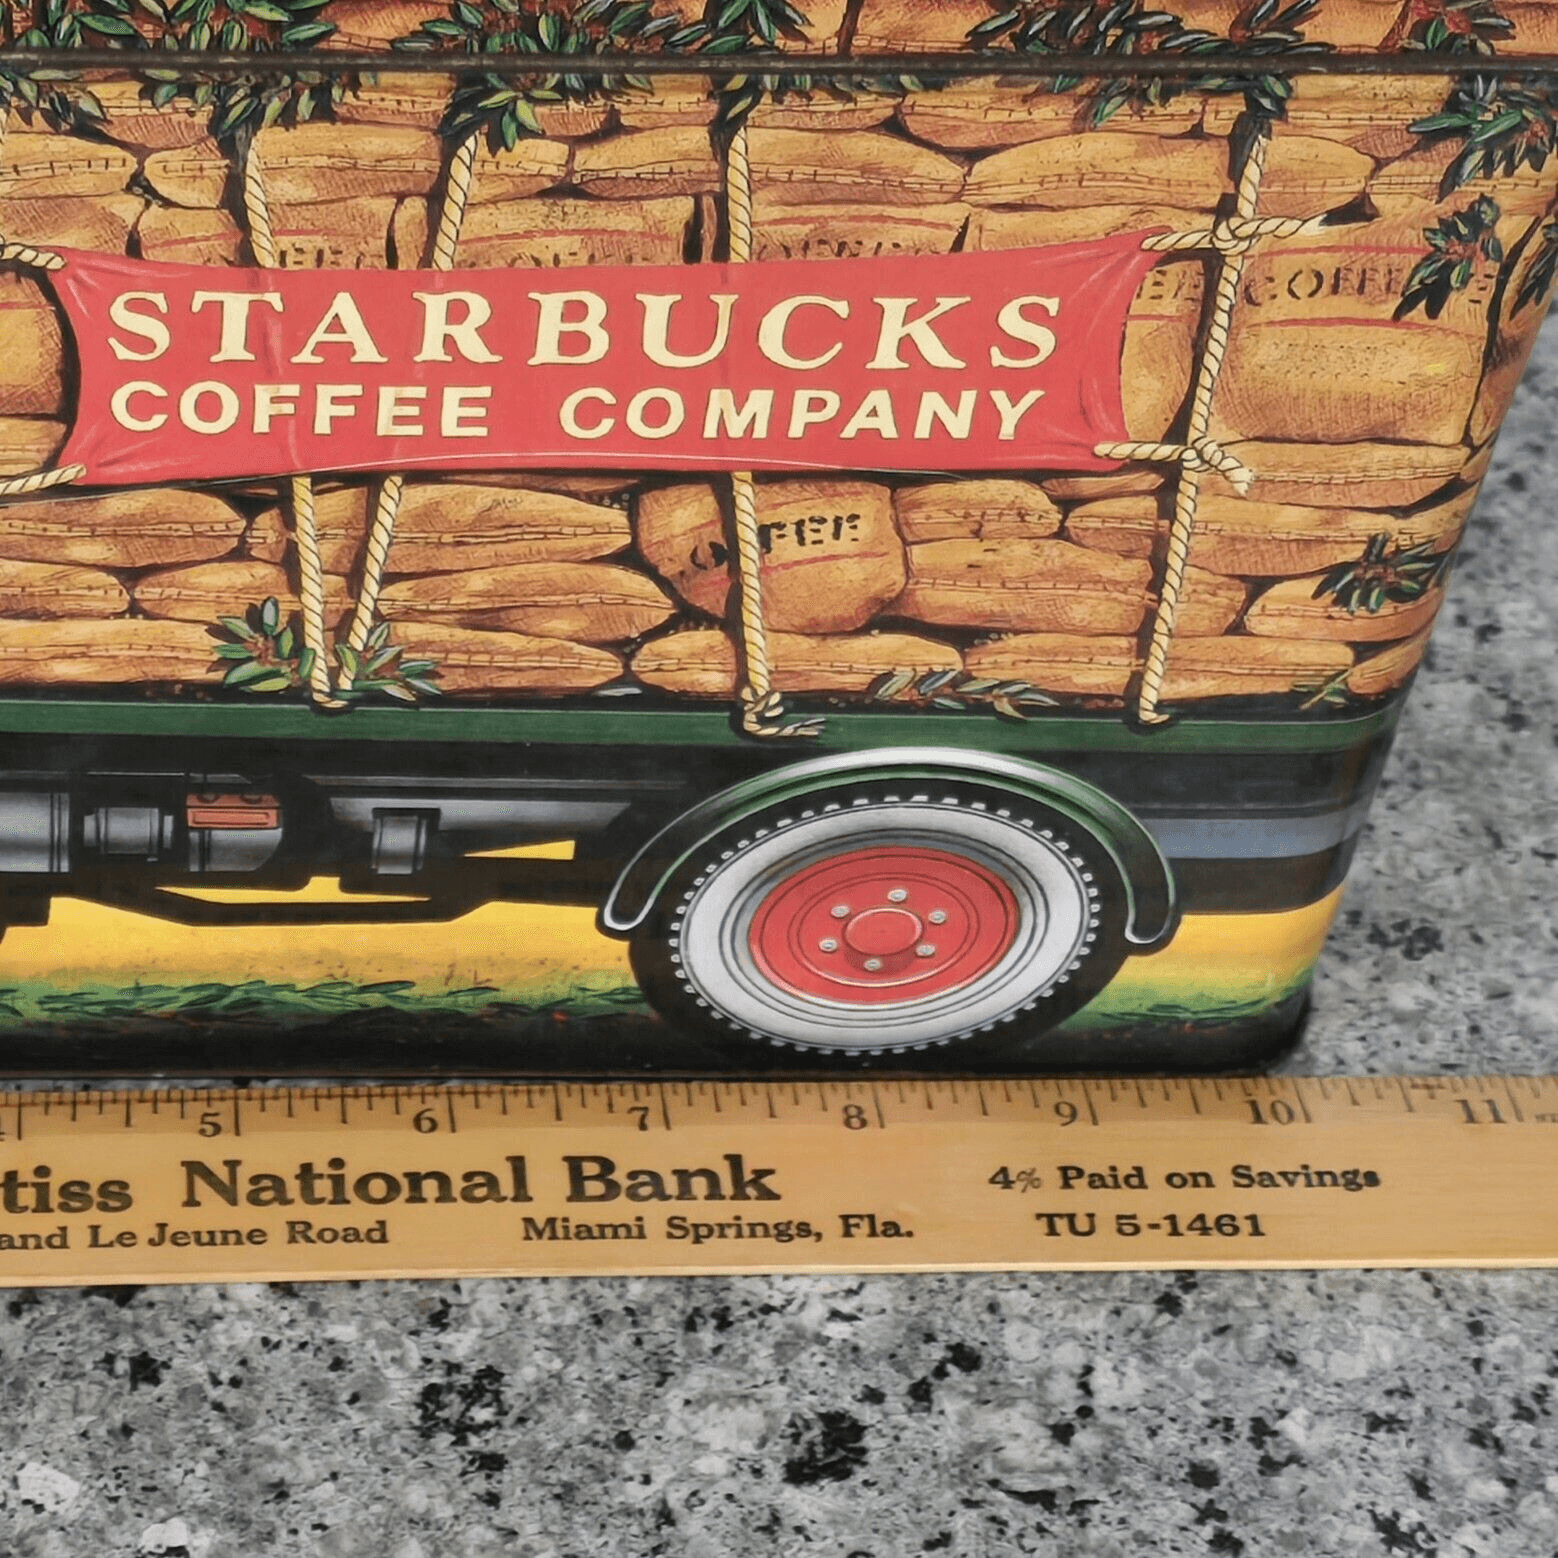 STARBUCKS
COFFEE COMPANY
COFFEE
5 6 7 8 9 10 11
tiss National Bank
4% Paid on Savings
and Le Jeune Road
Miami Springs, Fla.
TU 5-1461